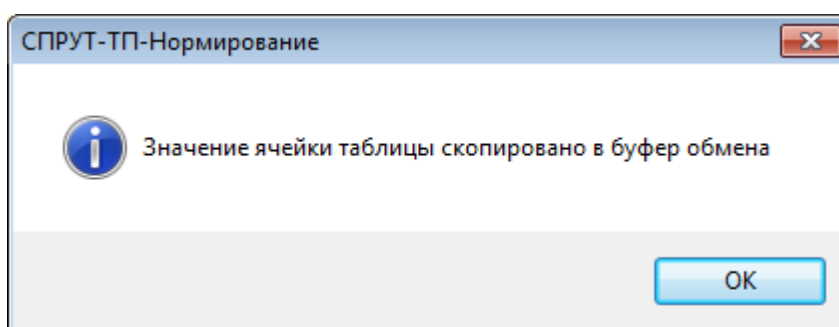 СПРУТ-ТП-Нормирование
Значение ячейки таблицы скопировано в буфер обмена
OK